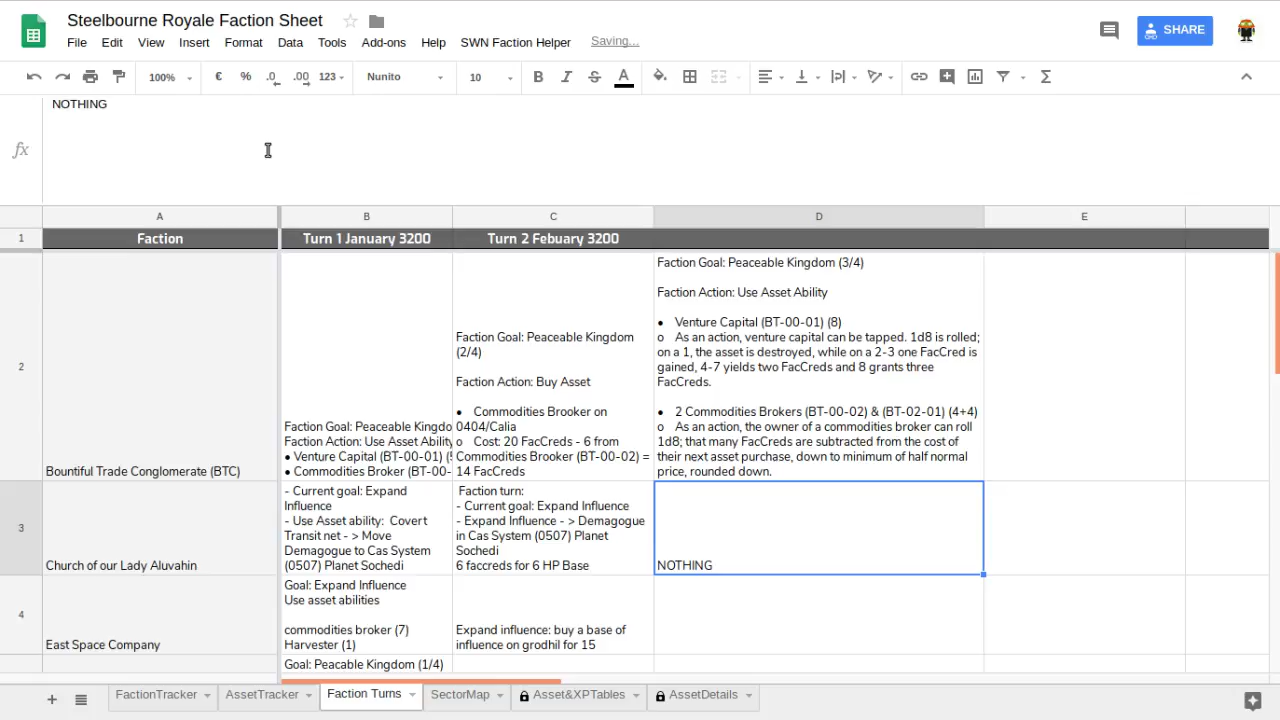 Steelbourne Royale Faction Sheet
File Edit View Insert Format Data Tools Add-ons Help SWN Faction Helper Saving...
SHARE
100% € % .0 .00 123 Nunito 10 B I S A Σ
NOTHING
fx
A B C D E
1 Faction Turn 1 January 3200 Turn 2 Febuary 3200
2
Bountiful Trade Conglomerate (BTC)
Faction Goal: Peaceable Kingdo
Faction Action: Use Asset Ability
● Venture Capital (BT-00-01) (
● Commodities Broker (BT-00-
Faction Goal: Peaceable Kingdom
(2/4)
Faction Action: Buy Asset
● Commodities Brooker on
0404/Calia
o Cost: 20 FacCreds - 6 from
Commodities Broker (BT-00-02) =
14 FacCreds
Faction Goal: Peaceable Kingdom (3/4)
Faction Action: Use Asset Ability
● Venture Capital (BT-00-01) (8)
o As an action, venture capital can be tapped. 1d8 is rolled;
on a 1, the asset is destroyed, while on a 2-3 one FacCred is
gained, 4-7 yields two FacCreds and 8 grants three
FacCreds.
● 2 Commodities Brokers (BT-00-02) & (BT-02-01) (4+4)
o As an action, the owner of a commodities broker can roll
1d8; that many FacCreds are subtracted from the cost of
their next asset purchase, down to minimum of half normal
price, rounded down.
3
Church of our Lady Aluvahin
- Current goal: Expand
Influence
- Use Asset ability: Covert
Transit net - > Move
Demagogue to Cas System
(0507) Planet Sochedi
Faction turn:
- Current goal: Expand Influence
- Expand Influence - > Demagogue
in Cas System (0507) Planet
Sochedi
6 faccreds for 6 HP Base
NOTHING
4
East Space Company
Goal: Expand Influence
Use asset abilities
commodities broker (7)
Harvester (1)
Expand influence: buy a base of
influence on grodhil for 15
Goal: Peacable Kingdom (1/4)
FactionTracker AssetTracker Faction Turns SectorMap Asset&XPTables AssetDetails